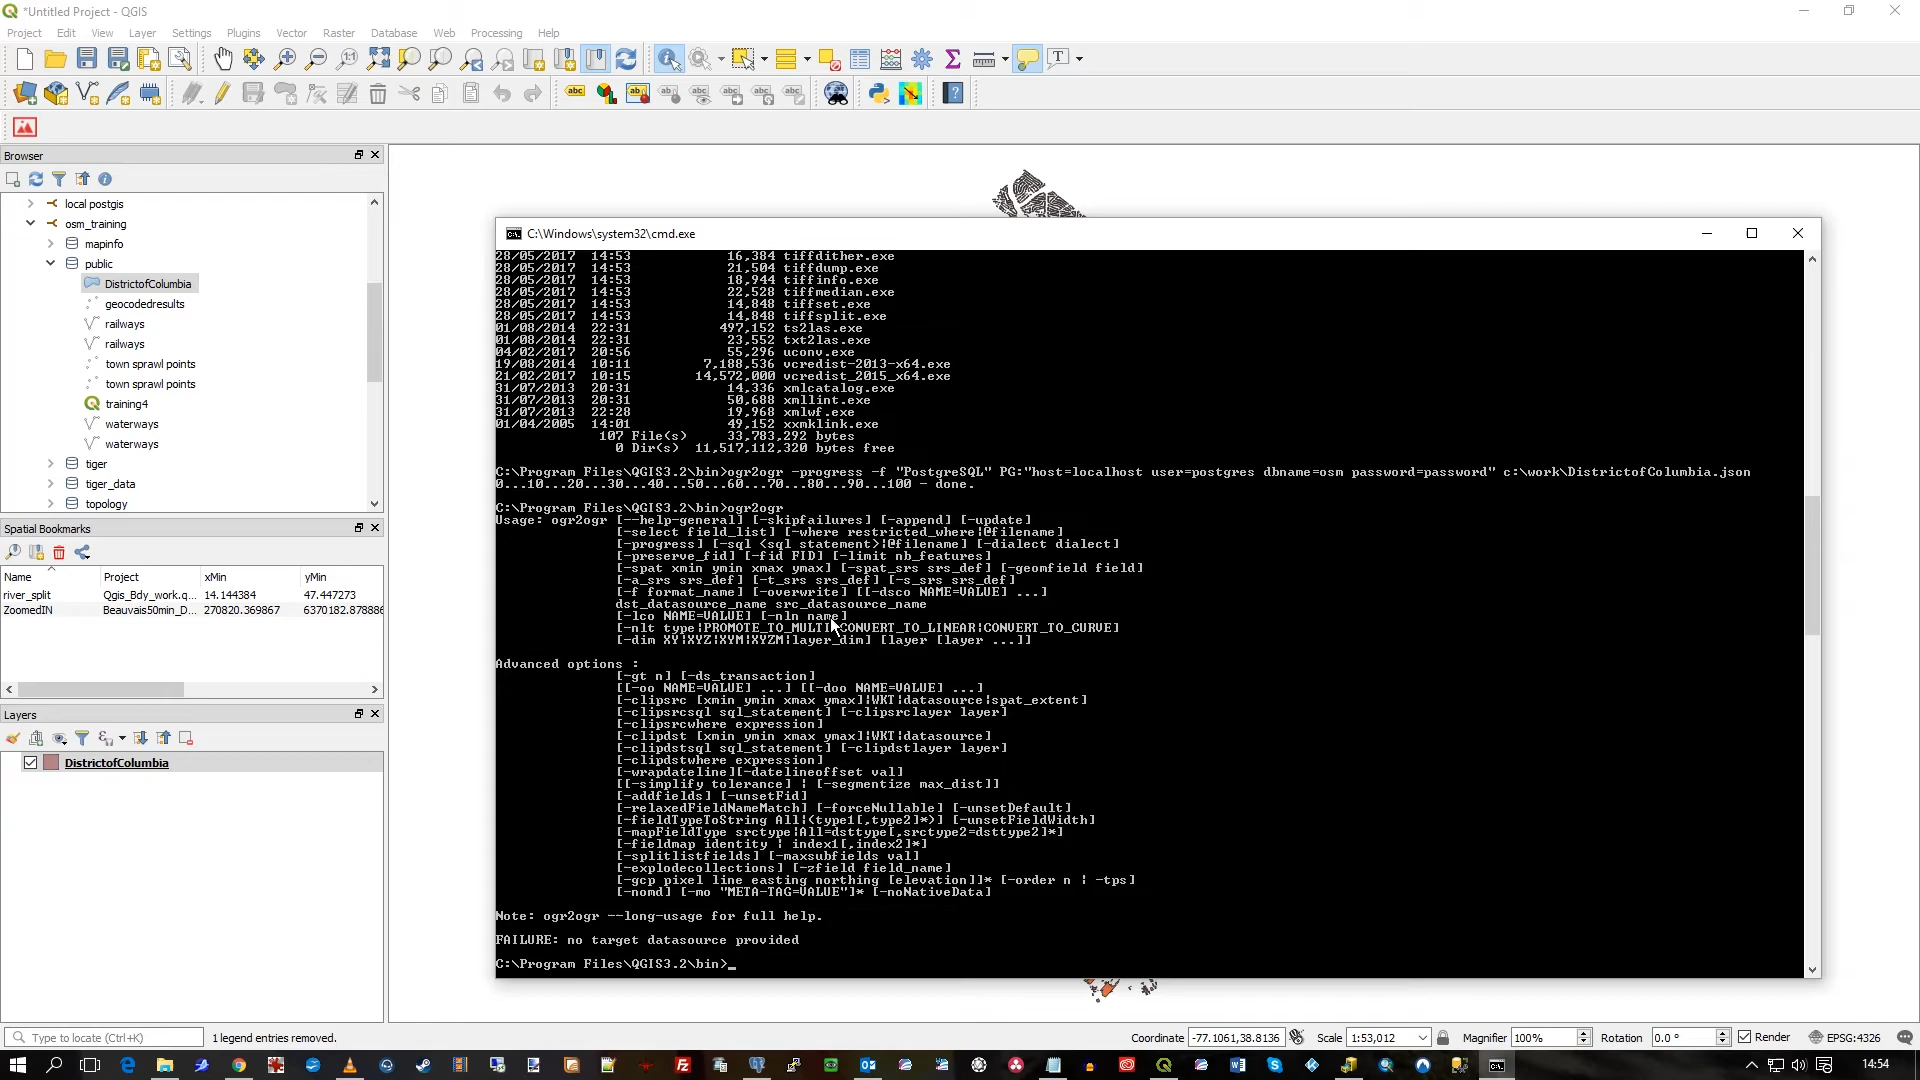 *Untitled Project - QGIS
Project Edit View Layer Settings Plugins Vector Raster Database Web Processing Help
Browser
local postgis
osm_training
mapinfo
public
DistrictofColumbia
geocodedresults
railways
railways
town sprawl points
town sprawl points
training4
waterways
waterways
tiger
tiger_data
topology
Spatial Bookmarks
Name Project xMin yMin
river_split Qgis_Bdy_work.q... 14.144384 47.447273
ZoomedIN Beauvais50min_D... 270820.369867 6370182.878886
Layers
DistrictofColumbia
C:\Windows\system32\cmd.exe
28/05/2017 14:53 16,384 tiffdither.exe
28/05/2017 14:53 21,504 tiffdump.exe
28/05/2017 14:53 18,944 tiffinfo.exe
28/05/2017 14:53 22,528 tiffmedian.exe
28/05/2017 14:53 14,848 tiffset.exe
28/05/2017 14:53 14,848 tiffsplit.exe
01/08/2014 22:31 497,152 ts2las.exe
01/08/2014 22:31 23,552 txt2las.exe
04/02/2017 20:56 55,296 uconv.exe
19/08/2014 10:11 7,188,536 vcredist-2013-x64.exe
21/02/2017 10:15 14,572,000 vcredist_2015_x64.exe
31/07/2013 20:31 14,336 xmlcatalog.exe
31/07/2013 20:31 50,688 xmllint.exe
31/07/2013 22:28 19,968 xmlwf.exe
01/04/2005 14:01 49,152 xxmklink.exe
107 File(s) 33,783,292 bytes
0 Dir(s) 11,517,112,320 bytes free
C:\Program Files\QGIS3.2\bin>ogr2ogr -progress -f "PostgreSQL" PG:"host=localhost user=postgres dbname=osm password=password" c:\work\DistrictofColumbia.json
0...10...20...30...40...50...60...70...80...90...100 - done.
C:\Program Files\QGIS3.2\bin>ogr2ogr
Usage: ogr2ogr [--help-general] [-skipfailures] [-append] [-update]
[-select field_list] [-where restricted_where¦@filename]
[-progress] [-sql <sql statement>¦@filename] [-dialect dialect]
[-preserve_fid] [-fid FID] [-limit nb_features]
[-spat xmin ymin xmax ymax] [-spat_srs srs_def] [-geomfield field]
[-a_srs srs_def] [-t_srs srs_def] [-s_srs srs_def]
[-f format_name] [-overwrite] [[-dsco NAME=VALUE] ...]
dst_datasource_name src_datasource_name
[-lco NAME=VALUE] [-nln name]
[-nlt type¦PROMOTE_TO_MULTI¦CONVERT_TO_LINEAR¦CONVERT_TO_CURVE]
[-dim XY¦XYZ¦XYM¦XYZM¦layer_dim] [layer [layer ...]]
Advanced options :
[-gt n] [-ds_transaction]
[[-oo NAME=VALUE] ...] [[-doo NAME=VALUE] ...]
[-clipsrc [xmin ymin xmax ymax]¦WKT¦datasource¦spat_extent]
[-clipsrcsql sql_statement] [-clipsrclayer layer]
[-clipsrcwhere expression]
[-clipdst [xmin ymin xmax ymax]¦WKT¦datasource]
[-clipdstsql sql_statement] [-clipdstlayer layer]
[-clipdstwhere expression]
[-wrapdateline][-datelineoffset val]
[[-simplify tolerance] ¦ [-segmentize max_dist]]
[-addfields] [-unsetFid]
[-relaxedFieldNameMatch] [-forceNullable] [-unsetDefault]
[-fieldTypeToString All¦(type1[,type2]*)] [-unsetFieldWidth]
[-mapFieldType srctype¦All=dsttype[,srctype2=dsttype2]*]
[-fieldmap identity ¦ index1[,index2]*]
[-splitlistfields] [-maxsubfields val]
[-explodecollections] [-zfield field_name]
[-gcp pixel line easting northing [elevation]]* [-order n ¦ -tps]
[-nomd] [-mo "META-TAG=VALUE"]* [-noNativeData]
Note: ogr2ogr --long-usage for full help.
FAILURE: no target datasource provided
C:\Program Files\QGIS3.2\bin>_
Type to locate (Ctrl+K) 1 legend entries removed. Coordinate -77.1061,38.8136 Scale 1:53,012 Magnifier 100% Rotation 0.0 ° Render EPSG:4326
14:54